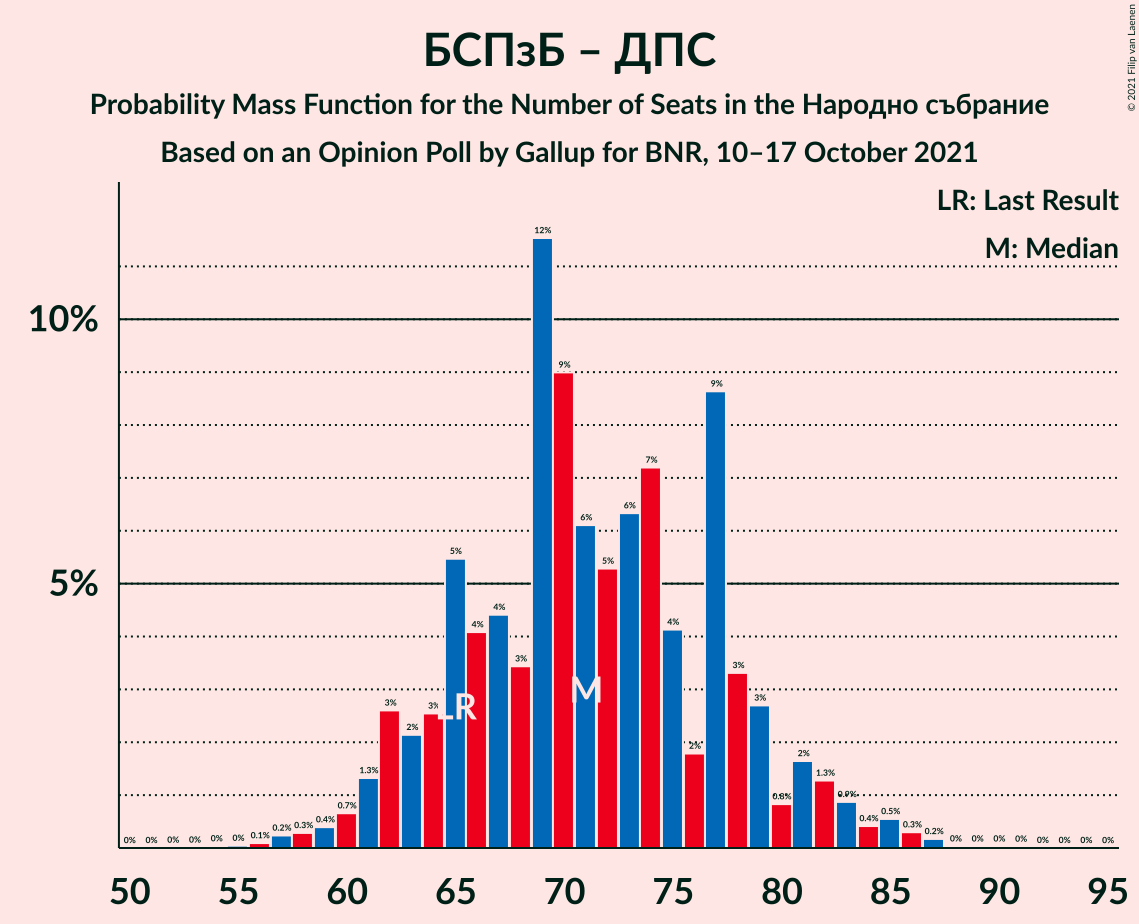 БСПзБ – ДПС
Probability Mass Function for the Number of Seats in the Народно събрание
Based on an Opinion Poll by Gallup for BNR, 10–17 October 2021
© 2021 Filip van Laenen
LR: Last Result
M: Median
10%
5%
0% 0% 0% 0% 0% 0% 0.1% 0.2% 0.3% 0.4% 0.7% 1.3% 3% 2% 3% 5% 4% 4% 3% 12% 9% 6% 5% 6% 7% 4% 2% 9% 3% 3% 0.8% 2% 1.3% 0.9% 0.4% 0.5% 0.3% 0.2% 0% 0% 0% 0% 0% 0% 0% 0%
LR
M
50 55 60 65 70 75 80 85 90 95